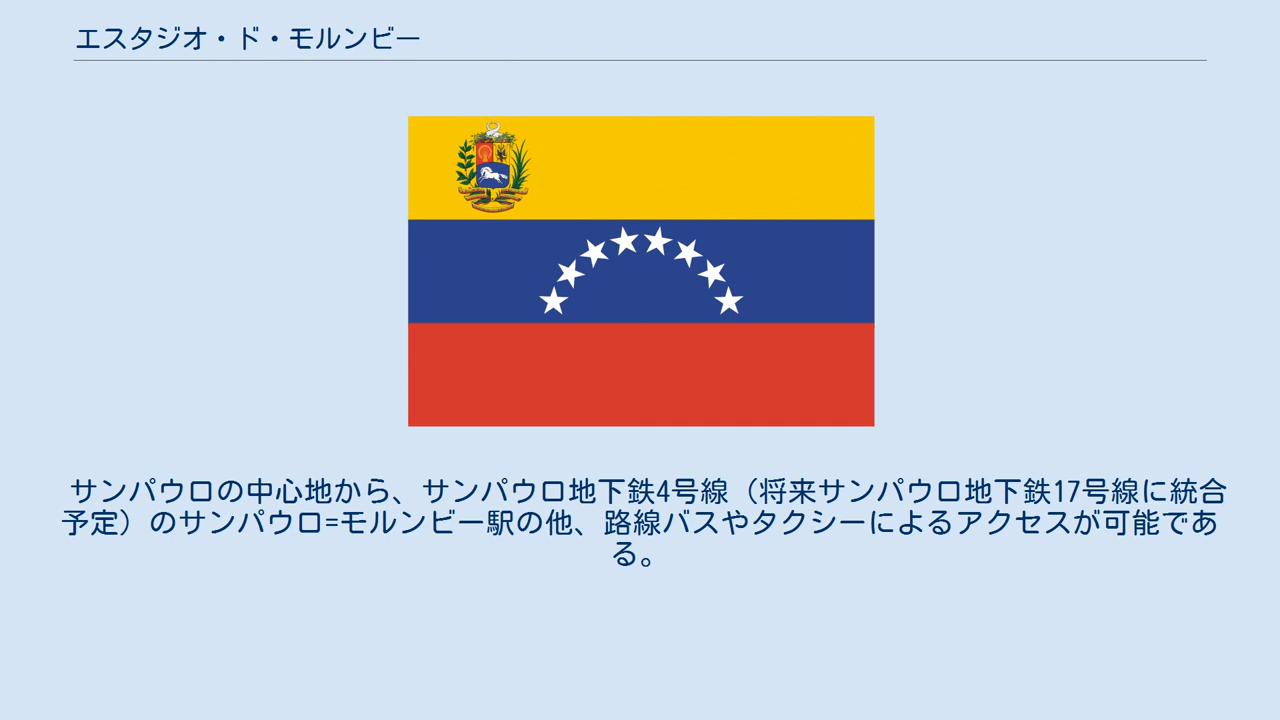 エスタジオ・ド・モルンビー
サンパウロの中心地から、サンパウロ地下鉄4号線（将来サンパウロ地下鉄17号線に統合
予定）のサンパウロ=モルンビー駅の他、路線バスやタクシーによるアクセスが可能であ
る。